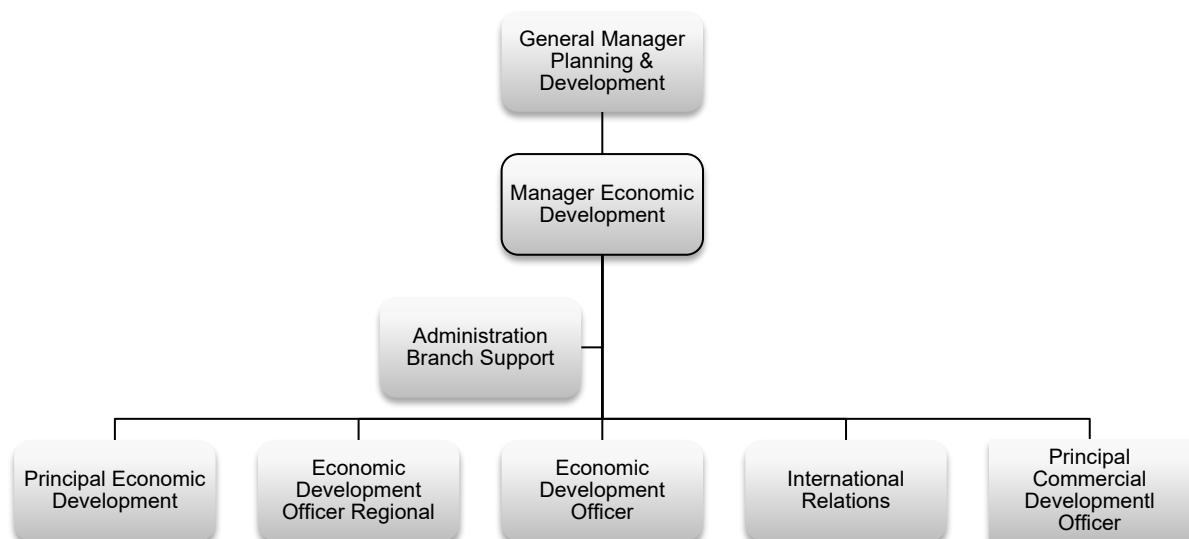 General Manager
Planning &
Development
Manager Economic
Development
Administration
Branch Support
Principal Economic
Development
Economic
Development
Officer Regional
Economic
Development
Officer
International
Relations
Principal
Commercial
Developmentl
Officer